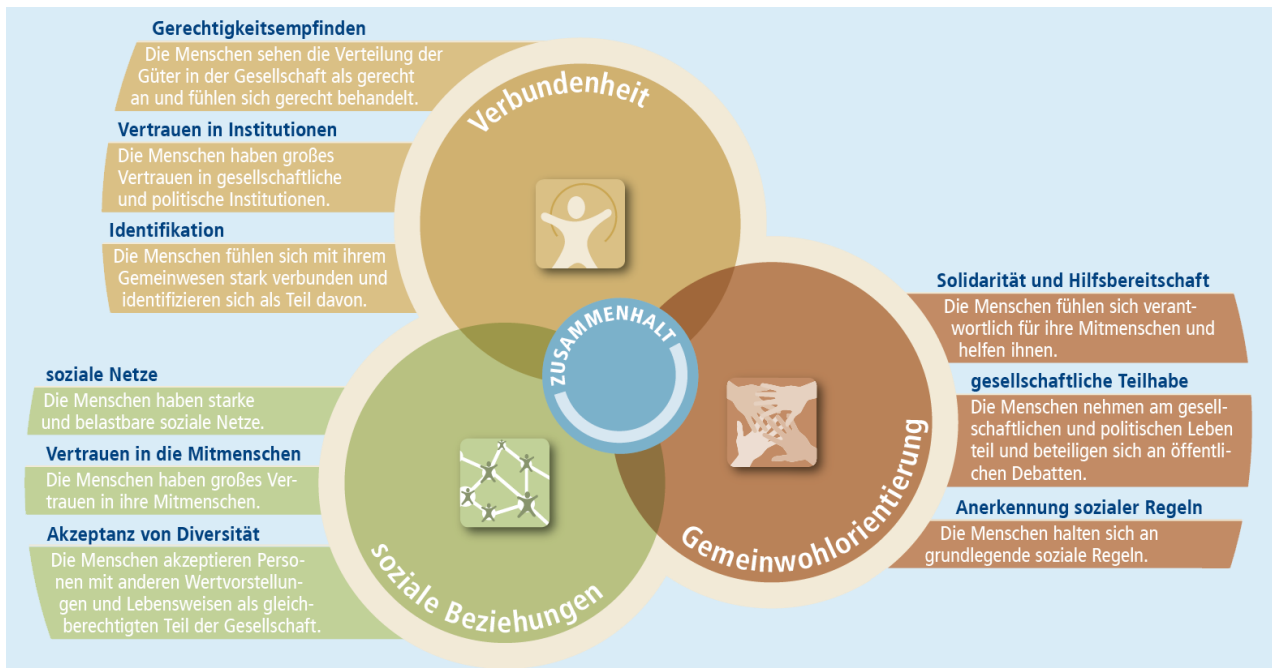 Gerechtigkeitsempfinden
Die Menschen sehen die Verteilung der
Güter in der Gesellschaft als gerecht
an und fühlen sich gerecht behandelt.
Vertrauen in Institutionen
Die Menschen haben großes
Vertrauen in gesellschaftliche
und politische Institutionen.
Identifikation
Die Menschen fühlen sich mit ihrem
Gemeinwesen stark verbunden und
identifizieren sich als Teil davon.
Verbundenheit
ZUSAMMENHALT
soziale Netze
Die Menschen haben starke
und belastbare soziale Netze.
Vertrauen in die Mitmenschen
Die Menschen haben großes Ver-
trauen in ihre Mitmenschen.
Akzeptanz von Diversität
Die Menschen akzeptieren Perso-
nen mit anderen Wertvorstellun-
gen und Lebensweisen als gleich-
berechtigten Teil der Gesellschaft.
soziale Beziehungen
Solidarität und Hilfsbereitschaft
Die Menschen fühlen sich verant-
wortlich für ihre Mitmenschen und
helfen ihnen.
gesellschaftliche Teilhabe
Die Menschen nehmen am gesell-
schaftlichen und politischen Leben
teil und beteiligen sich an öffentli-
chen Debatten.
Anerkennung sozialer Regeln
Die Menschen halten sich an
grundlegende soziale Regeln.
Gemeinwohlorientierung